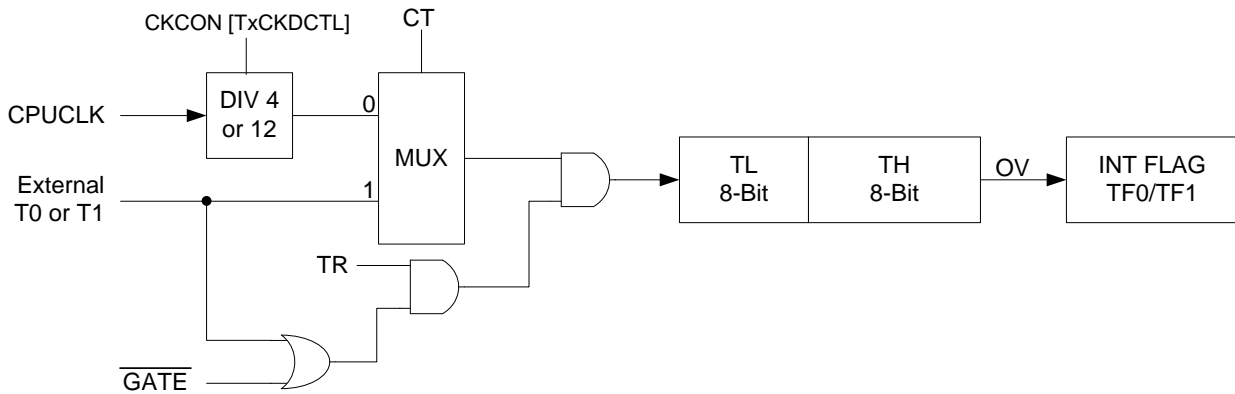 CKCON [TxCKDCTL]
CT
CPUCLK
DIV 4
or 12
0
MUX
External
T0 or T1
1
TL
8-Bit
TH
8-Bit
OV
INT FLAG
TF0/TF1
TR
GATE